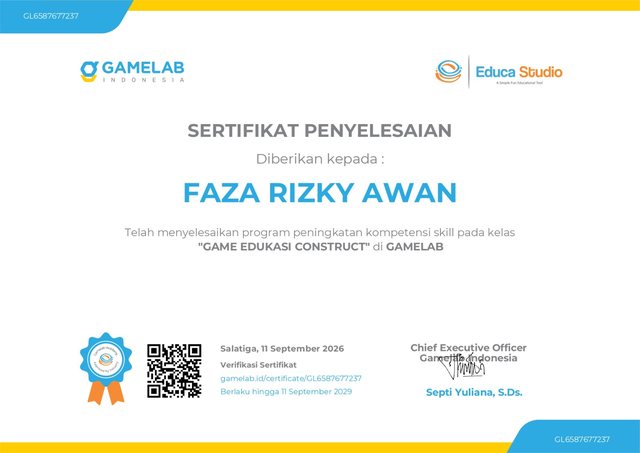 GL6587677237
GAMELAB
INDONESIA
Educa Studio
A Simple Fun Educational Tool
SERTIFIKAT PENYELESAIAN
Diberikan kepada :
FAZA RIZKY AWAN
Telah menyelesaikan program peningkatan kompetensi skill pada kelas
"GAME EDUKASI CONSTRUCT" di GAMELAB
Salatiga, 11 September 2026
Verifikasi Sertifikat
gamelab.id/certificate/GL6587677237
Berlaku hingga 11 September 2029
Chief Executive Officer
Gamelab Indonesia
Septi Yuliana, S.Ds.
GL6587677237